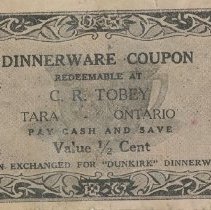 DINNERWARE COUPON
REDEEMABLE AT
C. R. TOBEY
TARA - ONTARIO
PAY CASH AND SAVE
Value ½ Cent
EXCHANGED FOR "DUNKIRK" DINNERW